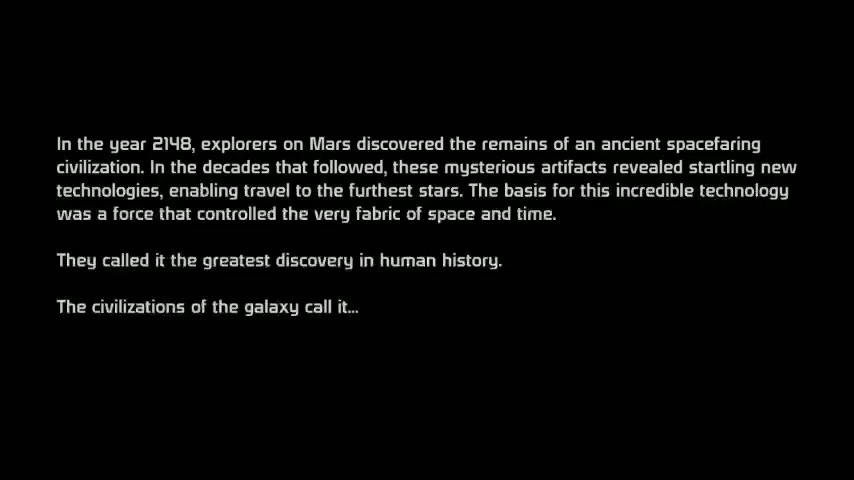 In the year 2148, explorers on Mars discovered the remains of an ancient spacefaring
civilization. In the decades that followed, these mysterious artifacts revealed startling new
technologies, enabling travel to the furthest stars. The basis for this incredible technology
was a force that controlled the very fabric of space and time.
They called it the greatest discovery in human history.
The civilizations of the galaxy call it...